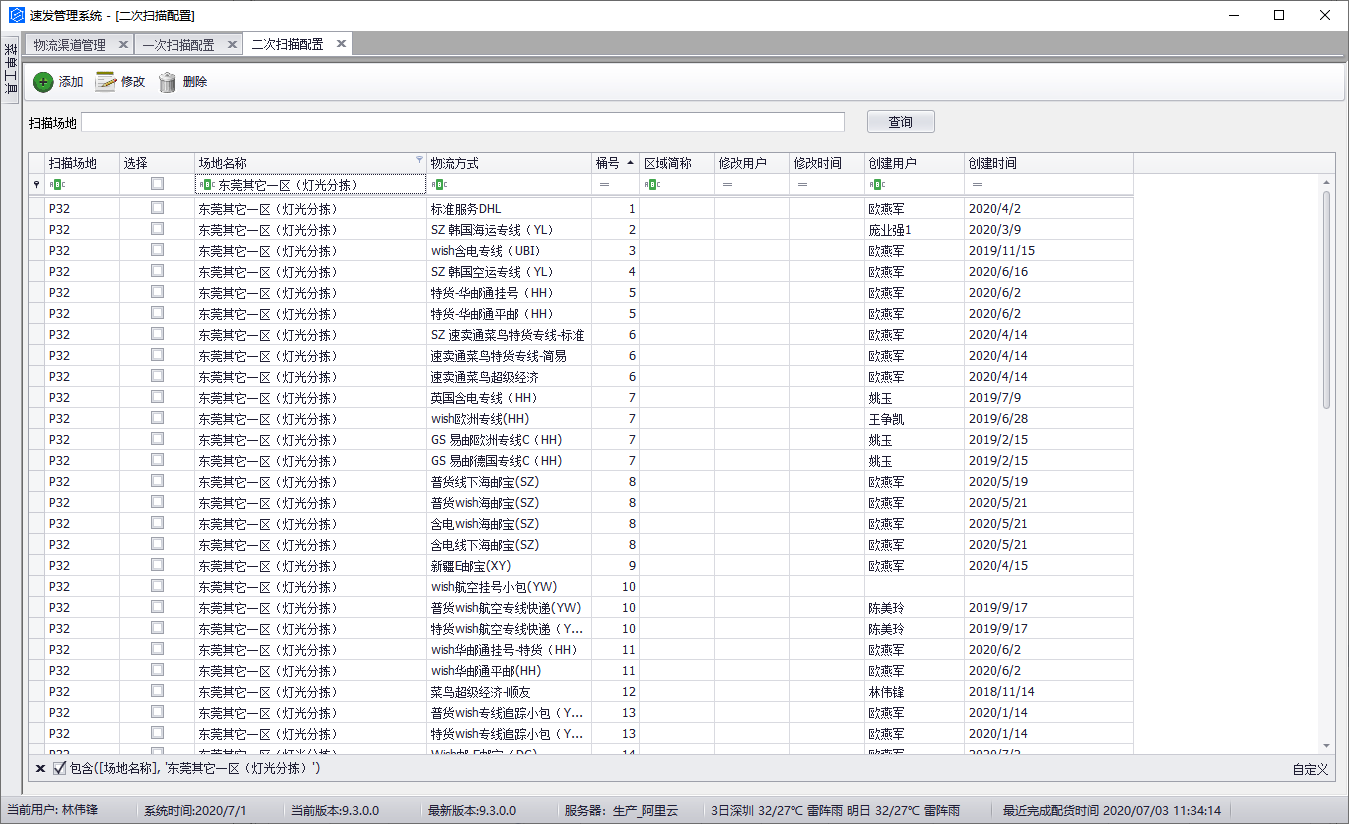 速发管理系统 - [二次扫描配置]
菜单工具
物流渠道管理 一次扫描配置 二次扫描配置
添加 修改 删除
扫描场地 查询
扫描场地 选择 场地名称 物流方式 桶号 区域简称 修改用户 修改时间 创建用户 创建时间
ABC ABC 东莞其它一区（灯光分拣） ABC = ABC = = ABC =
P32 东莞其它一区（灯光分拣） 标准服务DHL 1 欧燕军 2020/4/2
P32 东莞其它一区（灯光分拣） SZ 韩国海运专线（YL） 2 庞业强1 2020/3/9
P32 东莞其它一区（灯光分拣） wish含电专线（UBI） 3 欧燕军 2019/11/15
P32 东莞其它一区（灯光分拣） SZ 韩国空运专线（YL） 4 欧燕军 2020/6/16
P32 东莞其它一区（灯光分拣） 特货-华邮通挂号（HH） 5 欧燕军 2020/6/2
P32 东莞其它一区（灯光分拣） 特货-华邮通平邮（HH） 5 欧燕军 2020/6/2
P32 东莞其它一区（灯光分拣） SZ 速卖通菜鸟特货专线-标准 6 欧燕军 2020/4/14
P32 东莞其它一区（灯光分拣） 速卖通菜鸟特货专线-简易 6 欧燕军 2020/4/14
P32 东莞其它一区（灯光分拣） 速卖通菜鸟超级经济 6 欧燕军 2020/4/14
P32 东莞其它一区（灯光分拣） 英国含电专线（HH） 7 姚玉 2019/7/9
P32 东莞其它一区（灯光分拣） wish欧洲专线(HH) 7 王争凯 2019/6/28
P32 东莞其它一区（灯光分拣） GS 易邮欧洲专线C（HH) 7 姚玉 2019/2/15
P32 东莞其它一区（灯光分拣） GS 易邮德国专线C（HH) 7 姚玉 2019/2/15
P32 东莞其它一区（灯光分拣） 普货线下海邮宝(SZ) 8 欧燕军 2020/5/19
P32 东莞其它一区（灯光分拣） 普货wish海邮宝(SZ) 8 欧燕军 2020/5/21
P32 东莞其它一区（灯光分拣） 含电wish海邮宝(SZ) 8 欧燕军 2020/5/21
P32 东莞其它一区（灯光分拣） 含电线下海邮宝(SZ) 8 欧燕军 2020/5/21
P32 东莞其它一区（灯光分拣） 新疆E邮宝(XY) 9 欧燕军 2020/4/15
P32 东莞其它一区（灯光分拣） wish航空挂号小包(YW) 10
P32 东莞其它一区（灯光分拣） 普货wish航空专线快递(YW) 10 陈美玲 2019/9/17
P32 东莞其它一区（灯光分拣） 特货wish航空专线快递（Y... 10 陈美玲 2019/9/17
P32 东莞其它一区（灯光分拣） wish华邮通挂号-特货（HH） 11 欧燕军 2020/6/2
P32 东莞其它一区（灯光分拣） wish华邮通平邮(HH) 11 欧燕军 2020/6/2
P32 东莞其它一区（灯光分拣） 菜鸟超级经济-顺友 12 林伟锋 2018/11/14
P32 东莞其它一区（灯光分拣） 普货wish专线追踪小包（Y... 13 欧燕军 2020/1/14
P32 东莞其它一区（灯光分拣） 特货wish专线追踪小包（Y... 13 欧燕军 2020/1/14
P32 东莞其它一区（灯光分拣） 14 欧燕军 2020/7/2
包含([场地名称], '东莞其它一区（灯光分拣）') 自定义
当前用户: 林伟锋 系统时间:2020/7/1 当前版本:9.3.0.0 最新版本:9.3.0.0 服务器：生产_阿里云 3日深圳 32/27℃ 雷阵雨 明日 32/27℃ 雷阵雨 最近完成配货时间 2020/07/03 11:34:14